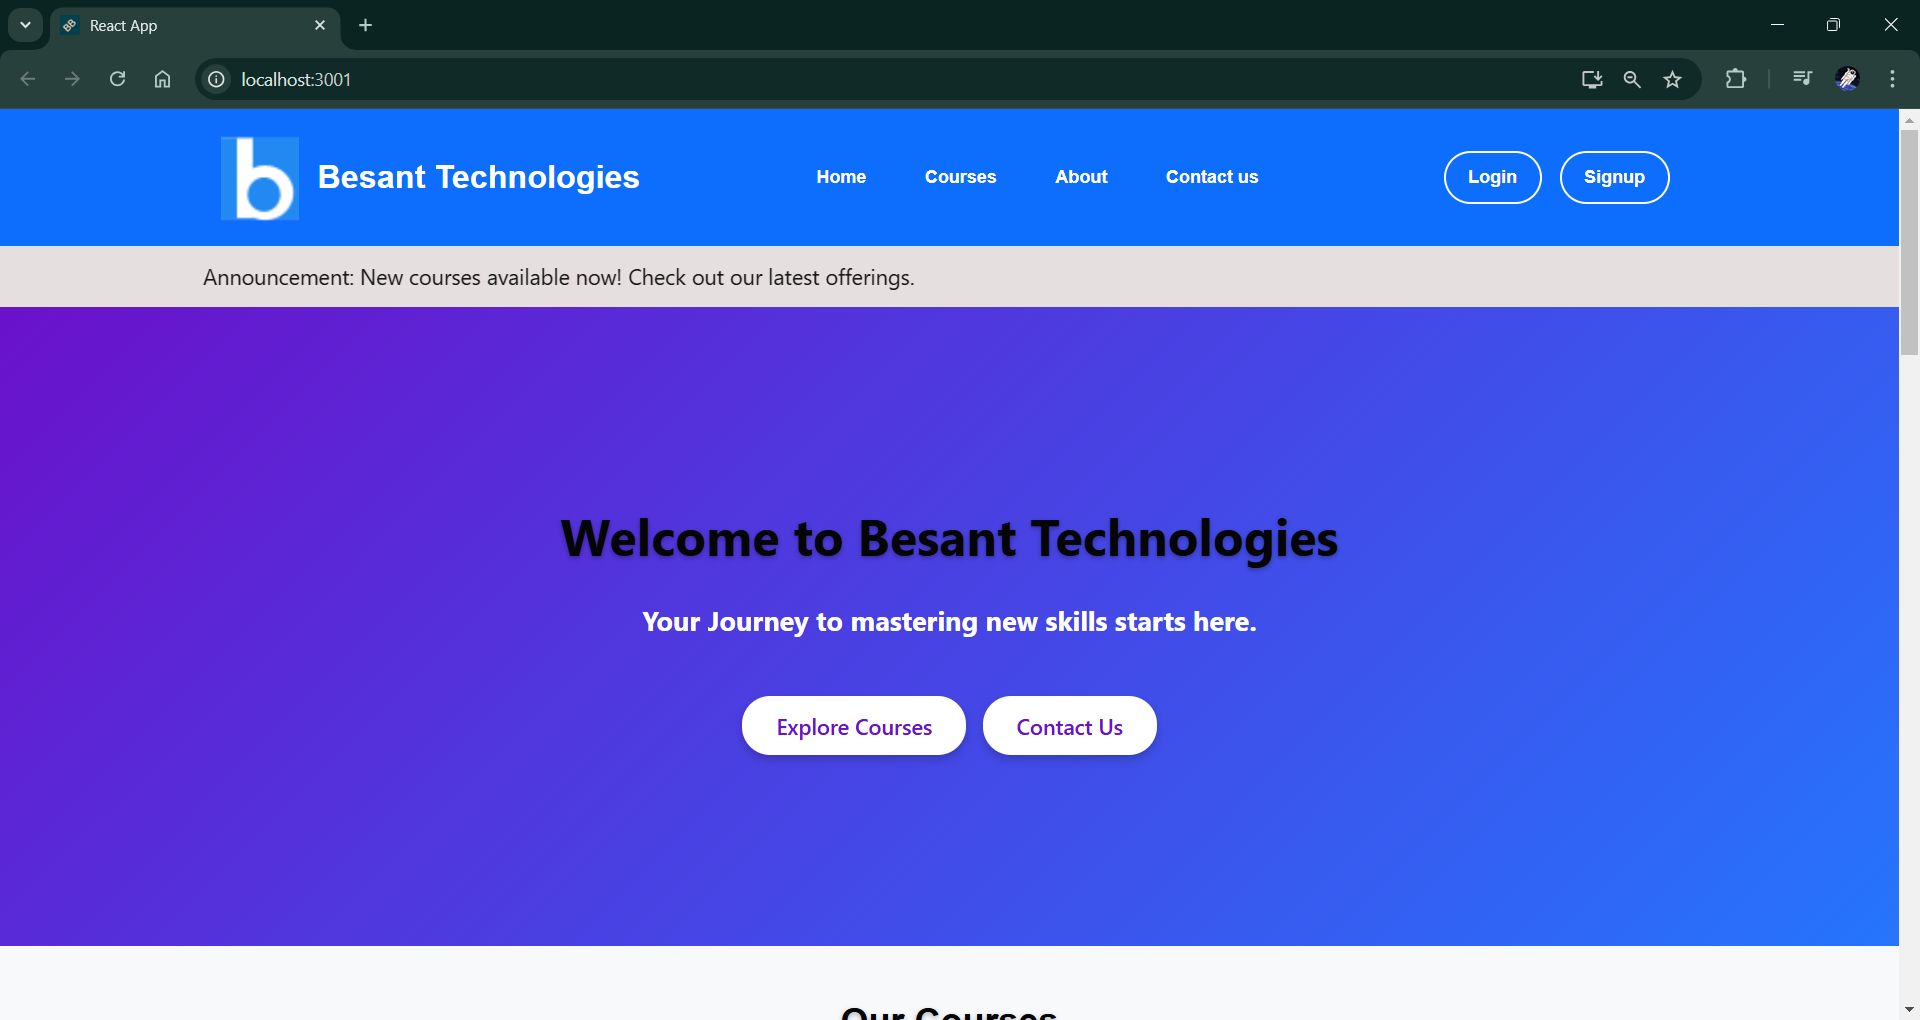 React App
localhost:3001
b Besant Technologies Home Courses About Contact us Login Signup
Announcement: New courses available now! Check out our latest offerings.
Welcome to Besant Technologies
Your Journey to mastering new skills starts here.
Explore Courses Contact Us
Our Courses